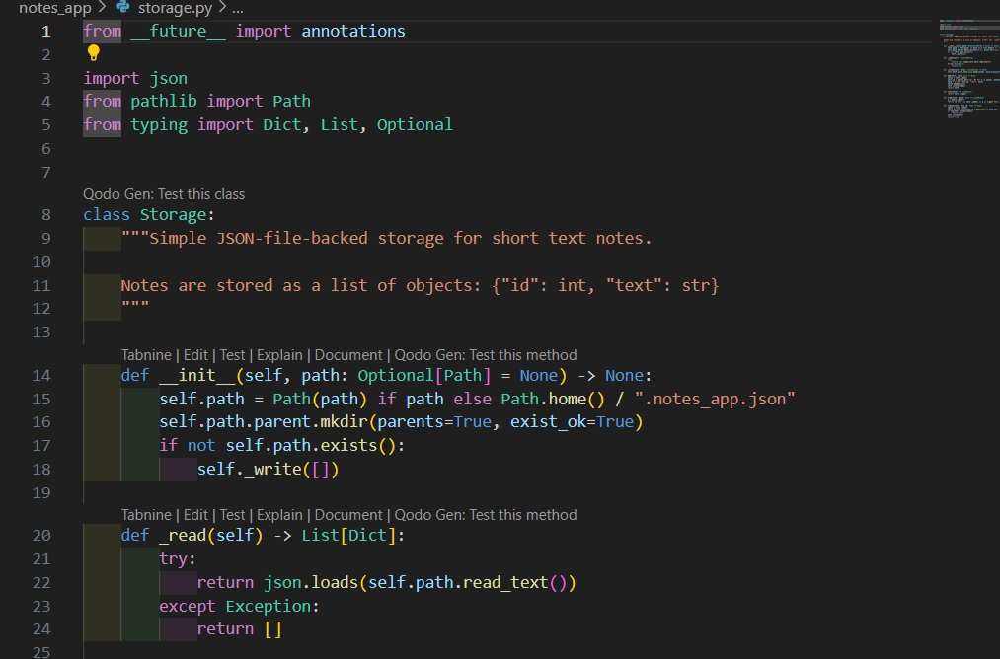 notes_app > storage.py > ...
1 from __future__ import annotations
2
3 import json
4 from pathlib import Path
5 from typing import Dict, List, Optional
6
7
Qodo Gen: Test this class
8 class Storage:
9     """Simple JSON-file-backed storage for short text notes.
10
11     Notes are stored as a list of objects: {"id": int, "text": str}
12     """
13
Tabnine | Edit | Test | Explain | Document | Qodo Gen: Test this method
14     def __init__(self, path: Optional[Path] = None) -> None:
15         self.path = Path(path) if path else Path.home() / ".notes_app.json"
16         self.path.parent.mkdir(parents=True, exist_ok=True)
17         if not self.path.exists():
18             self._write([])
19
Tabnine | Edit | Test | Explain | Document | Qodo Gen: Test this method
20     def _read(self) -> List[Dict]:
21         try:
22             return json.loads(self.path.read_text())
23         except Exception:
24             return []
25